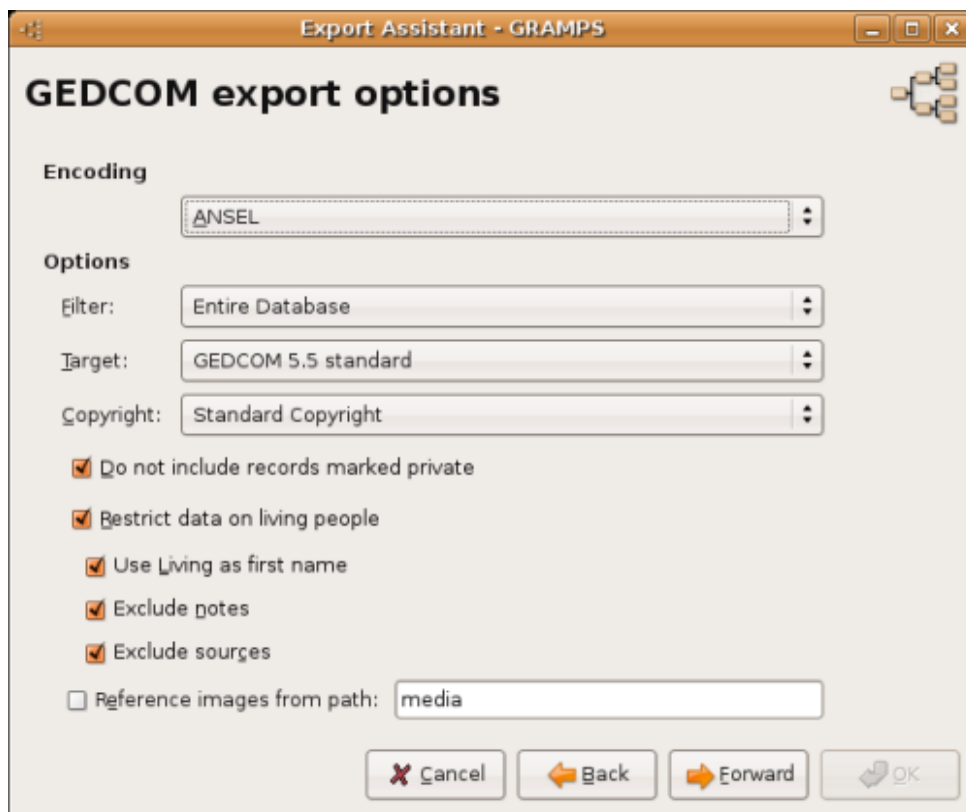 Export Assistant - GRAMPS
GEDCOM export options
Encoding
ANSEL
Options
Filter: Entire Database
Target: GEDCOM 5.5 standard
Copyright: Standard Copyright
Do not include records marked private
Restrict data on living people
Use Living as first name
Exclude notes
Exclude sources
Reference images from path: media
Cancel Back Forward OK